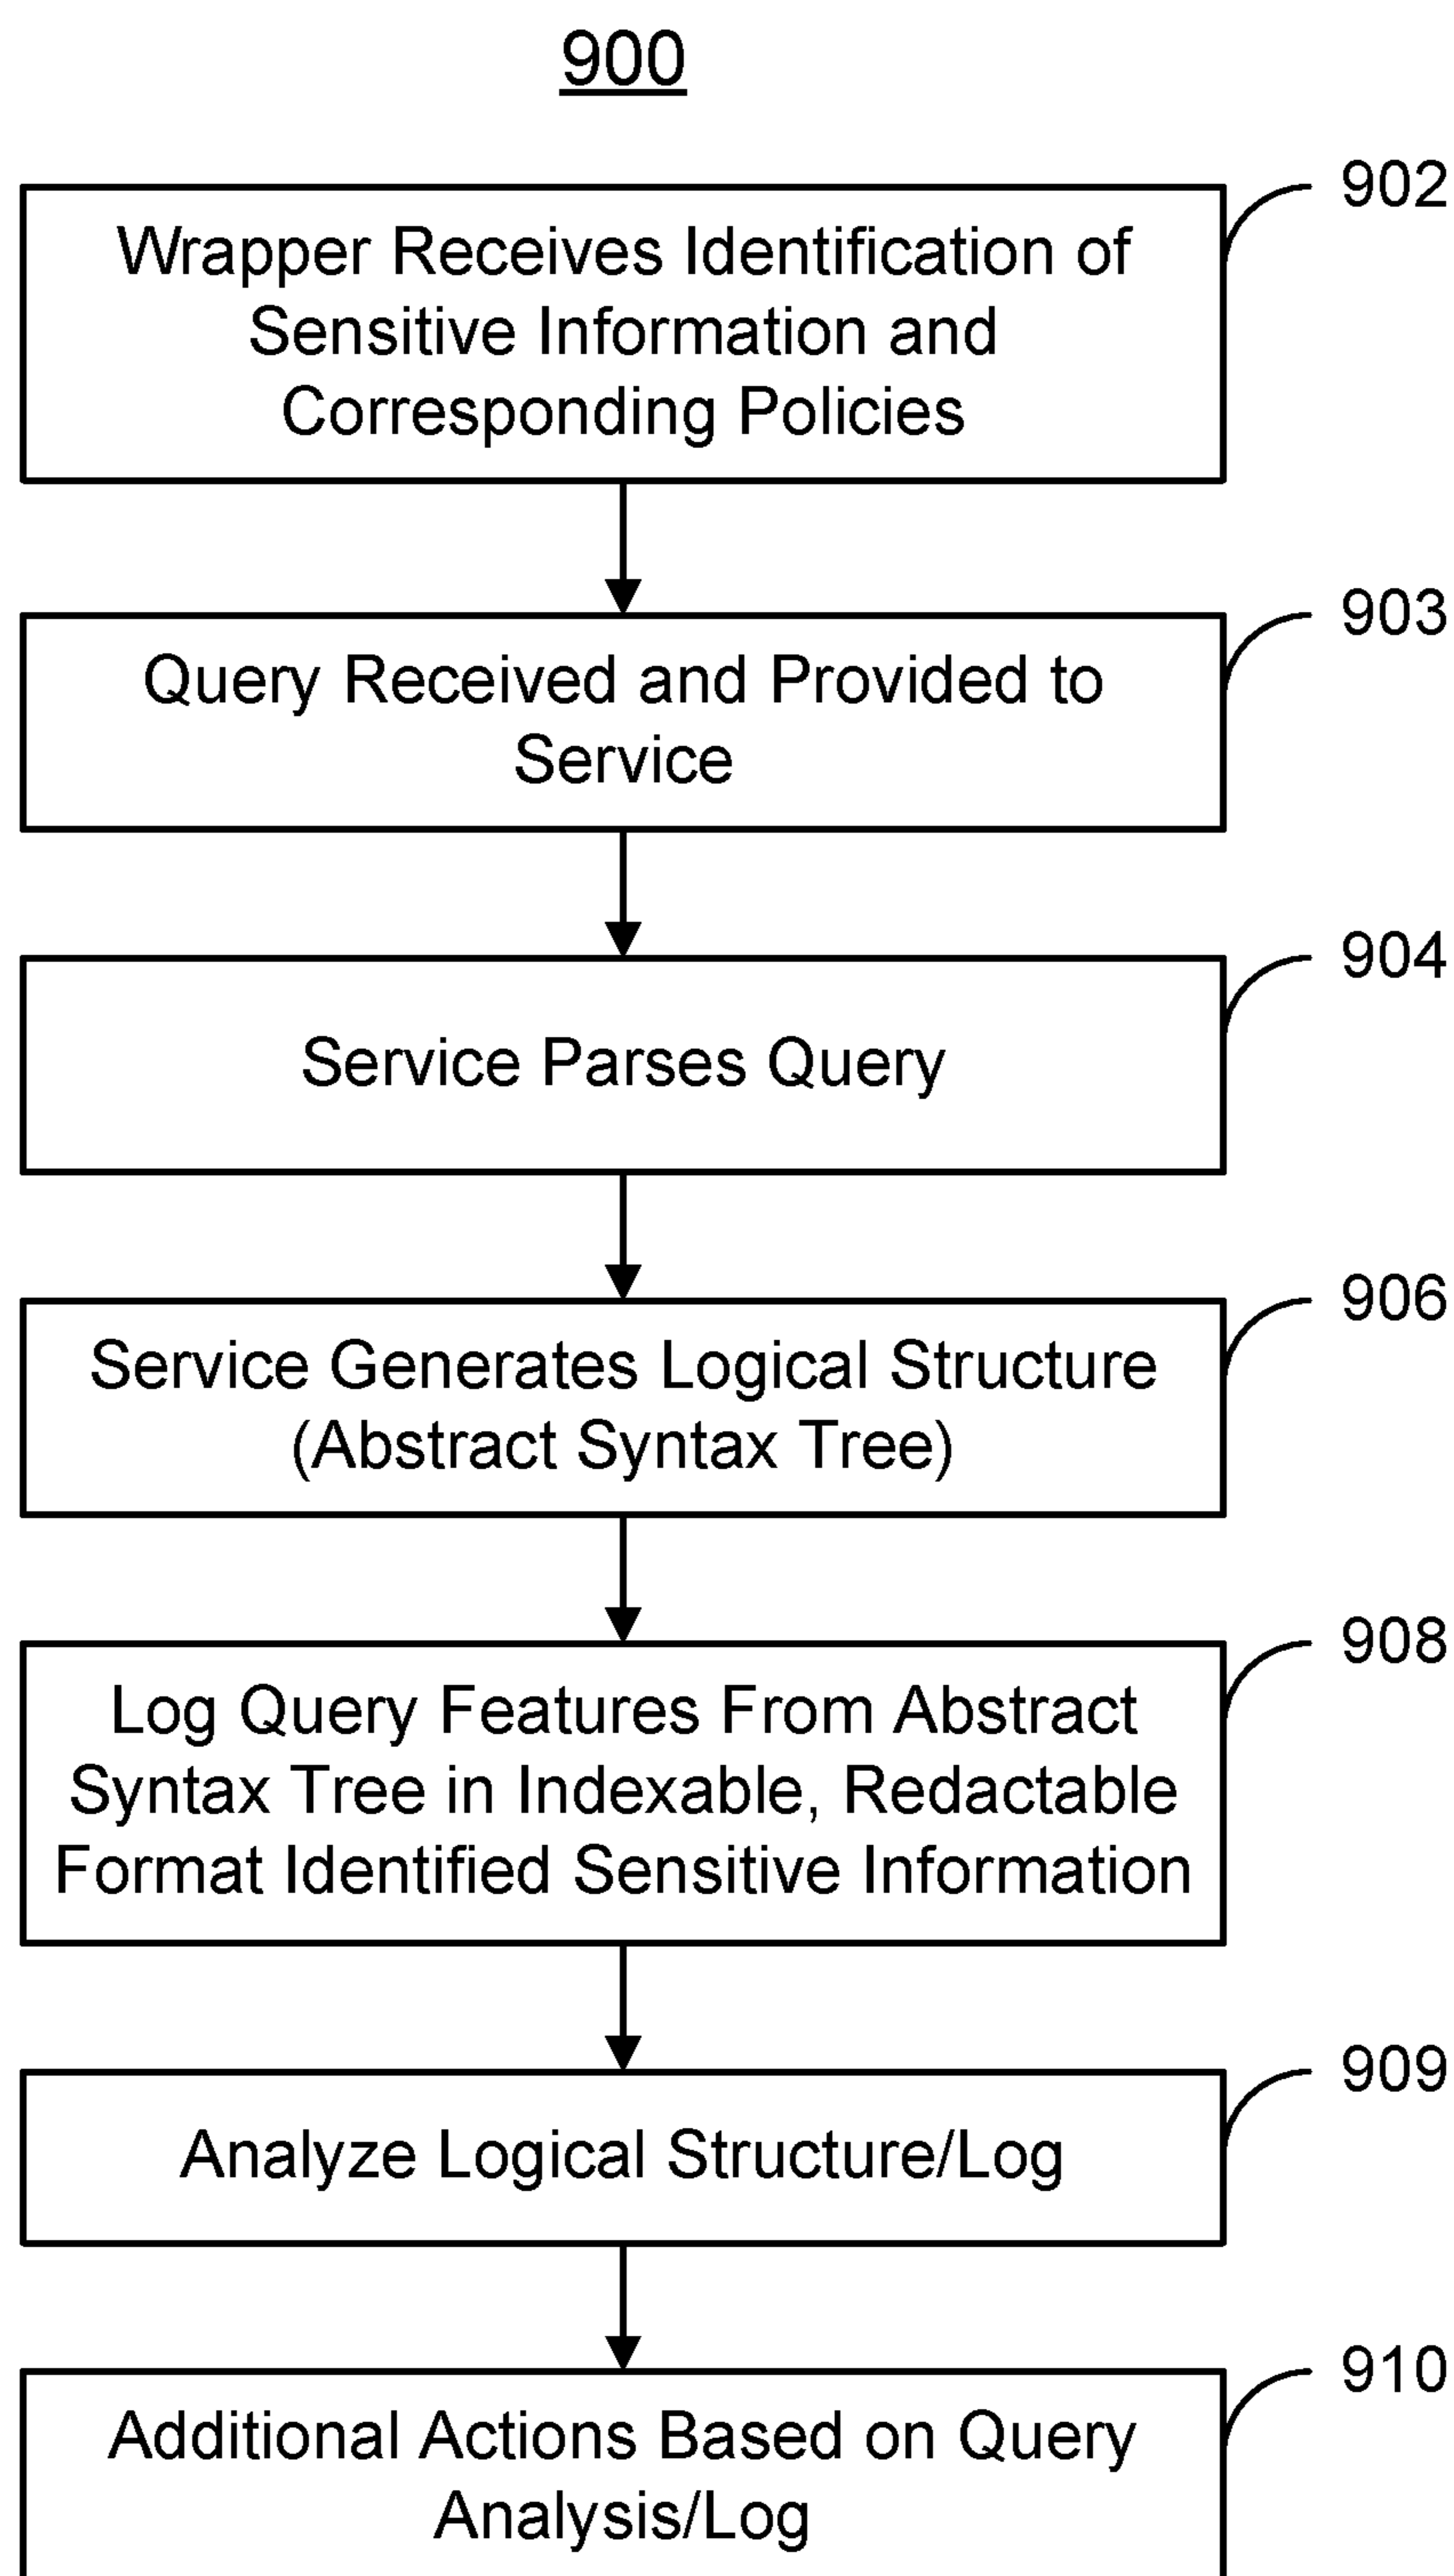 900
902
Wrapper Receives Identification of
Sensitive Information and
Corresponding Policies
903
Query Received and Provided to
Service
904
Service Parses Query
906
Service Generates Logical Structure
(Abstract Syntax Tree)
908
Log Query Features From Abstract
Syntax Tree in Indexable, Redactable
Format Identified Sensitive Information
909
Analyze Logical Structure/Log
910
Additional Actions Based on Query
Analysis/Log